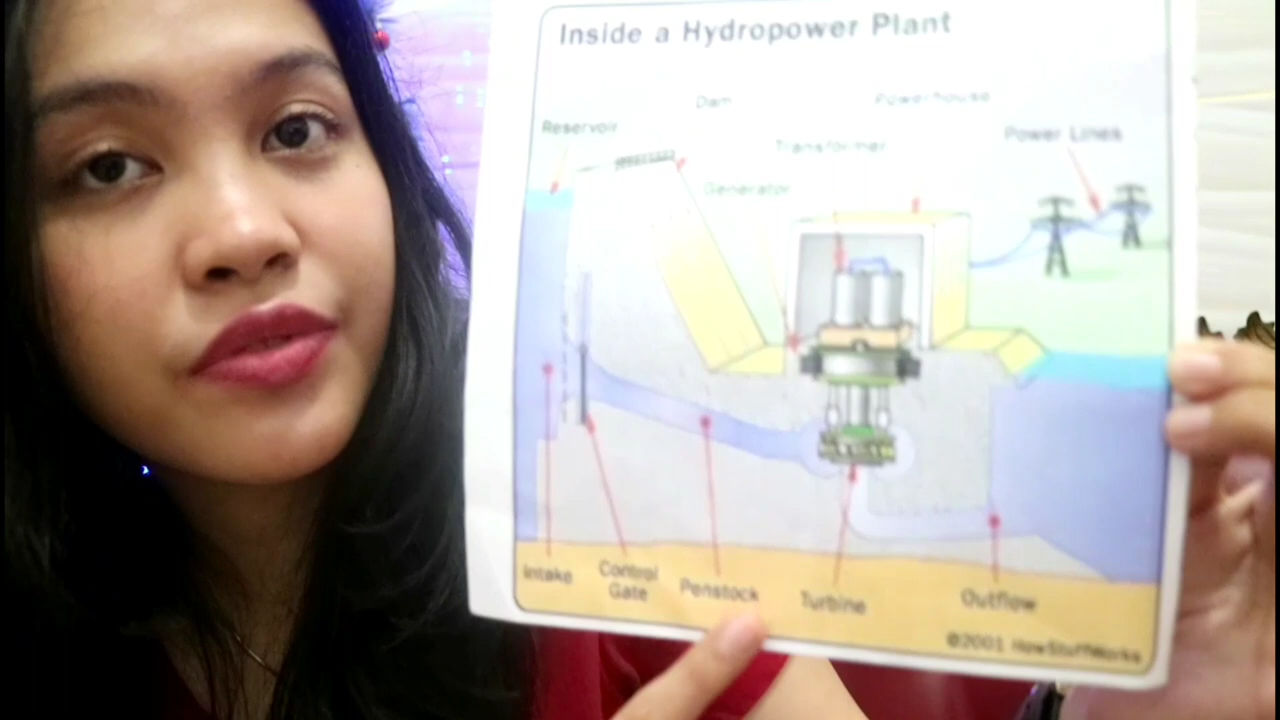 Inside a Hydropower Plant
Dam
Powerhouse
Reservoir
Transformer
Power Lines
Generator
Intake
Control
Gate
Penstock
Turbine
Outflow
©2001 HowStuffWorks